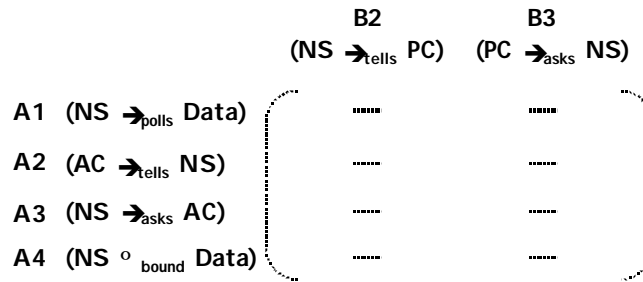 B2 B3
(NS ➔tells PC) (PC ➔asks NS)
A1 (NS ➔polls Data) ...... ......
A2 (AC ➔tells NS) ...... ......
A3 (NS ➔asks AC) ...... ......
A4 (NS º bound Data) ...... ......